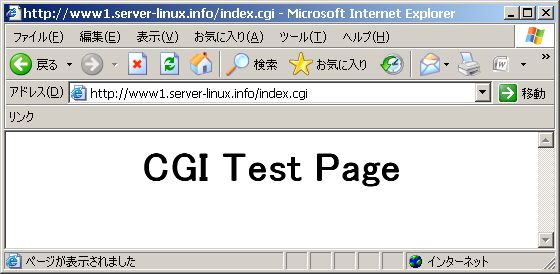 http://www1.server-linux.info/index.cgi - Microsoft Internet Explorer
ファイル(F) 編集(E) 表示(V) お気に入り(A) ツール(T) ヘルプ(H)
戻る 検索 お気に入り
アドレス(D) http://www1.server-linux.info/index.cgi 移動
リンク
CGI Test Page
ページが表示されました インターネット